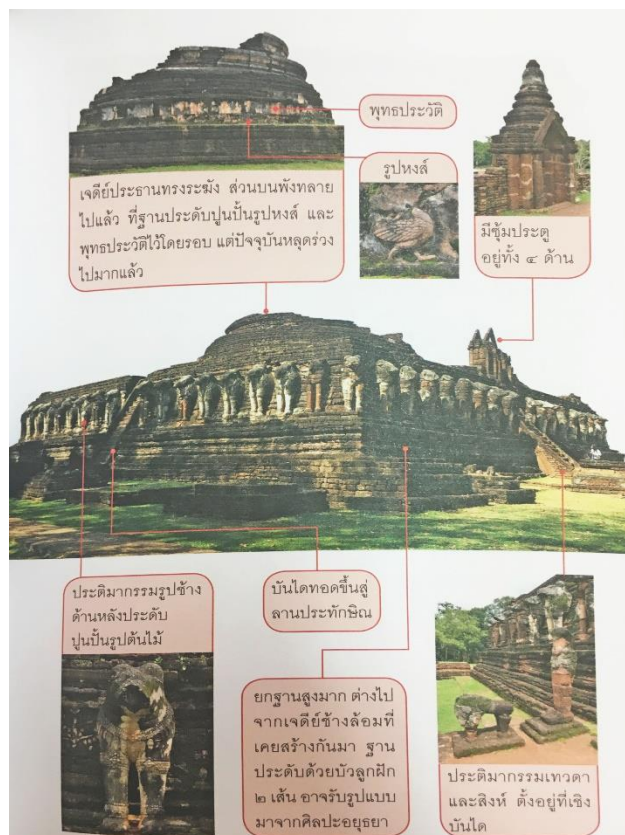 พุทธประวัติ
รูปหงส์
เจดีย์ประธานทรงระฆัง ส่วนบนพังทลาย
ไปแล้ว ที่ฐานประดับปูนปั้นรูปหงส์ และ
พุทธประวัติไว้โดยรอบ แต่ปัจจุบันหลุดร่วง
ไปมากแล้ว
มีซุ้มประตู
อยู่ทั้ง ๔ ด้าน
ประติมากรรมรูปช้าง
ด้านหลังประดับ
ปูนปั้นรูปต้นไม้
บันไดทอดขึ้นสู่
ลานประทักษิณ
ยกฐานสูงมาก ต่างไป
จากเจดีย์ช้างล้อมที่
เคยสร้างกันมา ฐาน
ประดับด้วยบัวลูกฟัก
๒ เส้น อาจรับรูปแบบ
มาจากศิลปะอยุธยา
ประติมากรรมเทวดา
และสิงห์ ตั้งอยู่ที่เชิง
บันได